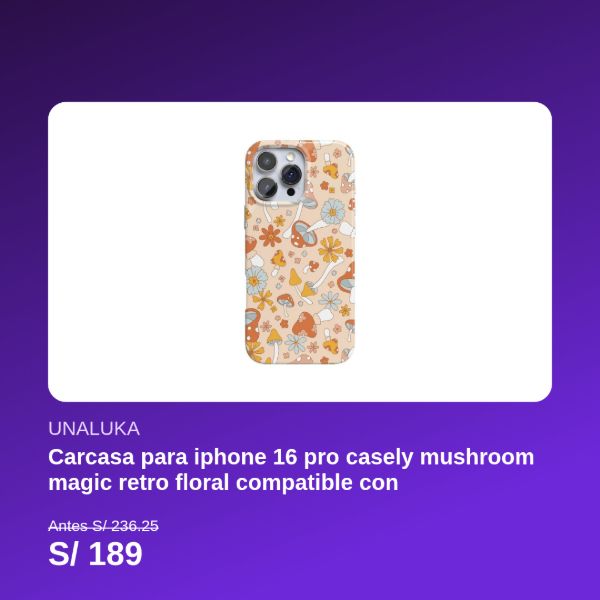 UNALUKA
Carcasa para iphone 16 pro casely mushroom
magic retro floral compatible con
Antes S/ 236.25
S/ 189